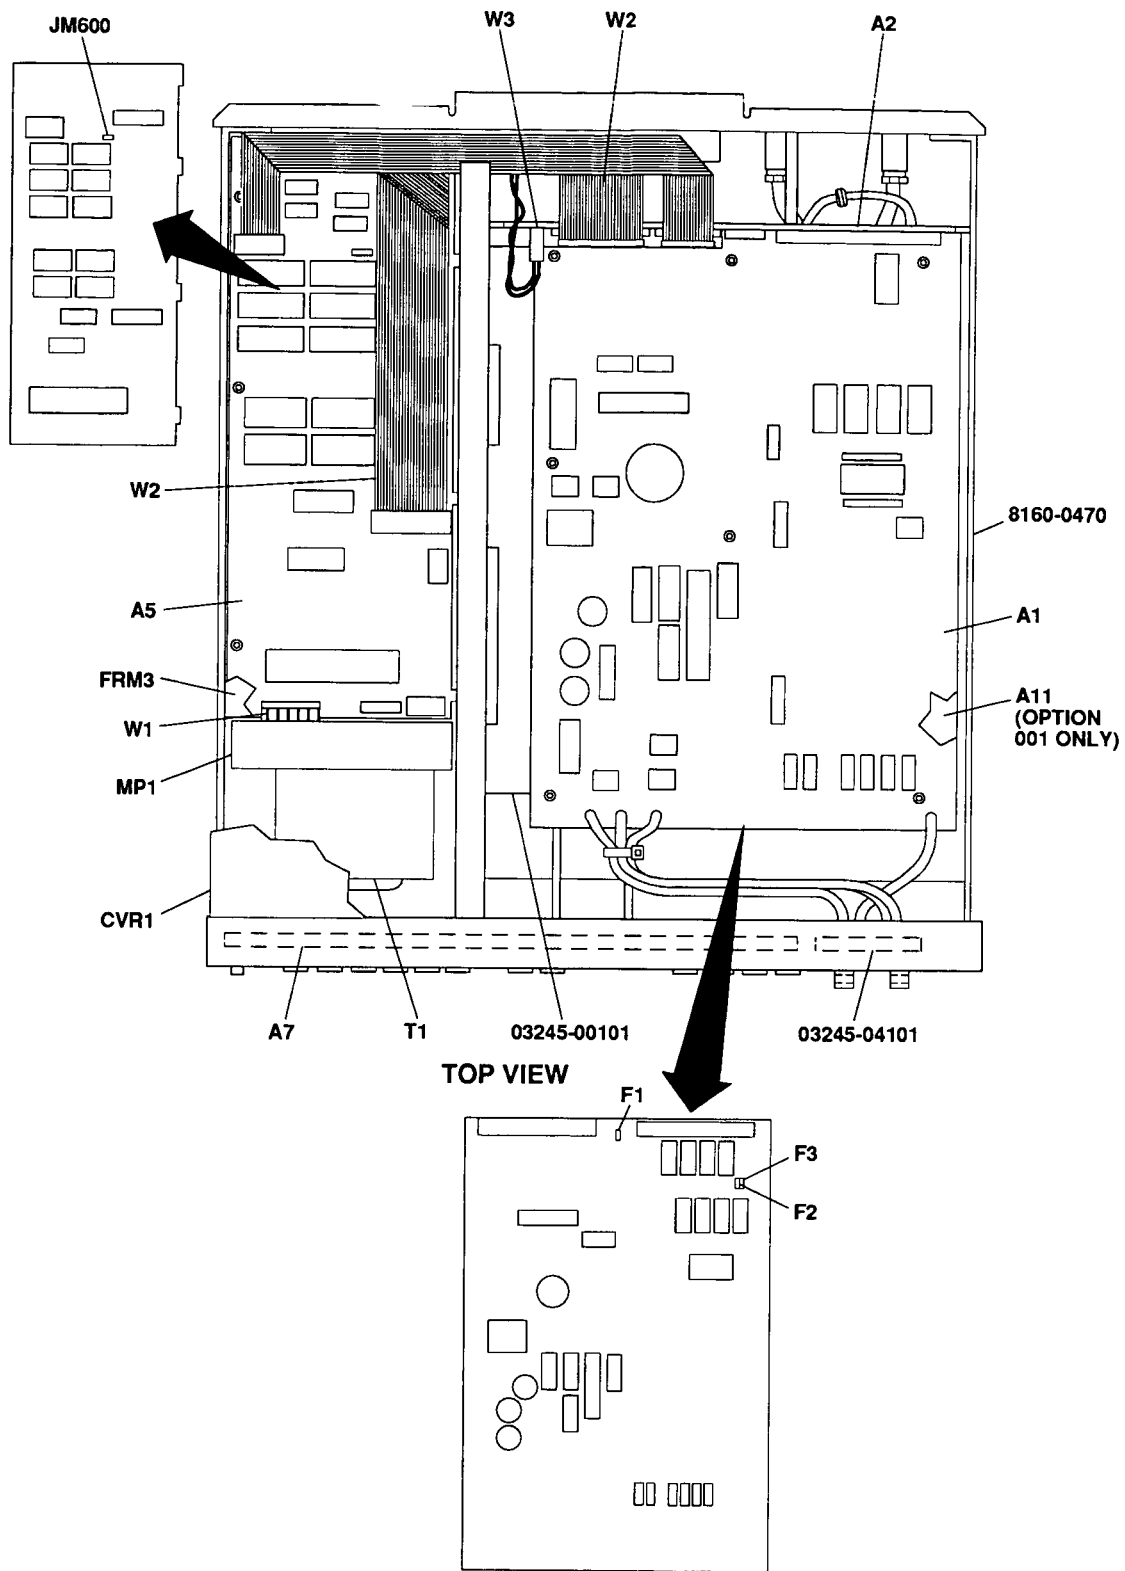 JM600
W3
W2
A2
W2
8160-0470
A5
A1
FRM3
A11
(OPTION
001 ONLY)
W1
MP1
CVR1
A7
T1
03245-00101
03245-04101
TOP VIEW
F1
F3
F2